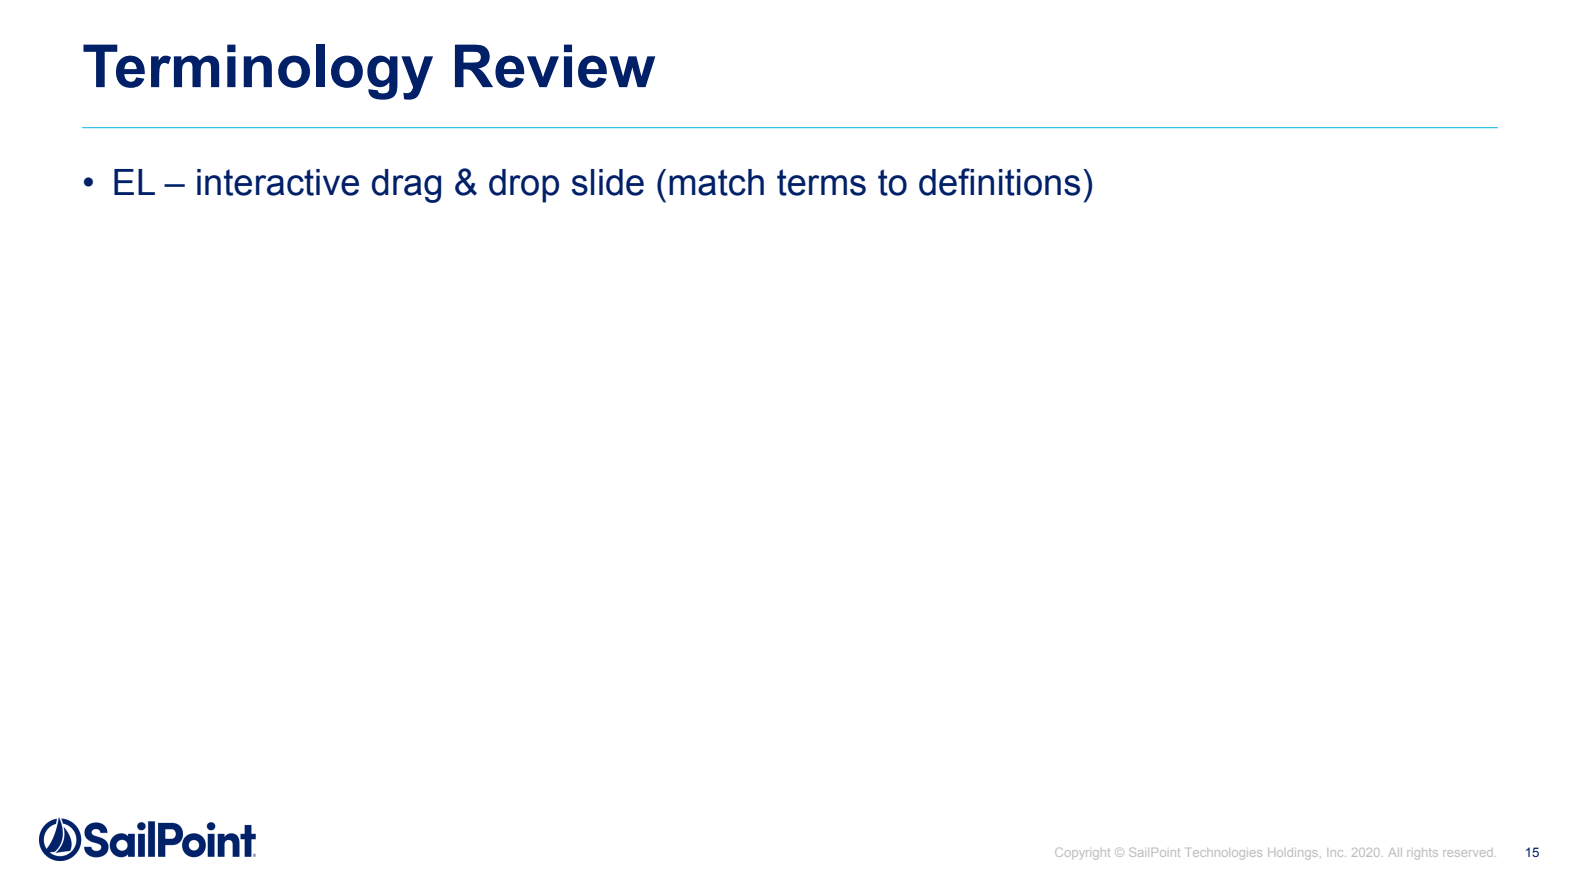 Terminology Review
• EL – interactive drag & drop slide (match terms to definitions)
SailPoint
Copyright © SailPoint Technologies Holdings, Inc. 2020. All rights reserved. 15